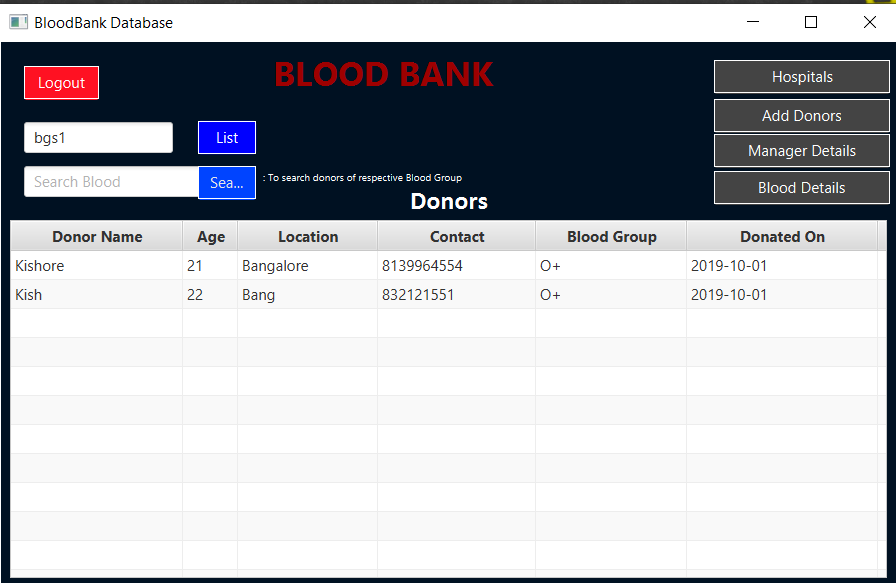 BloodBank Database
Logout
BLOOD BANK
Hospitals
Add Donors
bgs1
List
Manager Details
Search Blood
Sea...
: To search donors of respective Blood Group
Blood Details
Donors
Donor Name Age Location Contact Blood Group Donated On
Kishore 21 Bangalore 8139964554 O+ 2019-10-01
Kish 22 Bang 832121551 O+ 2019-10-01